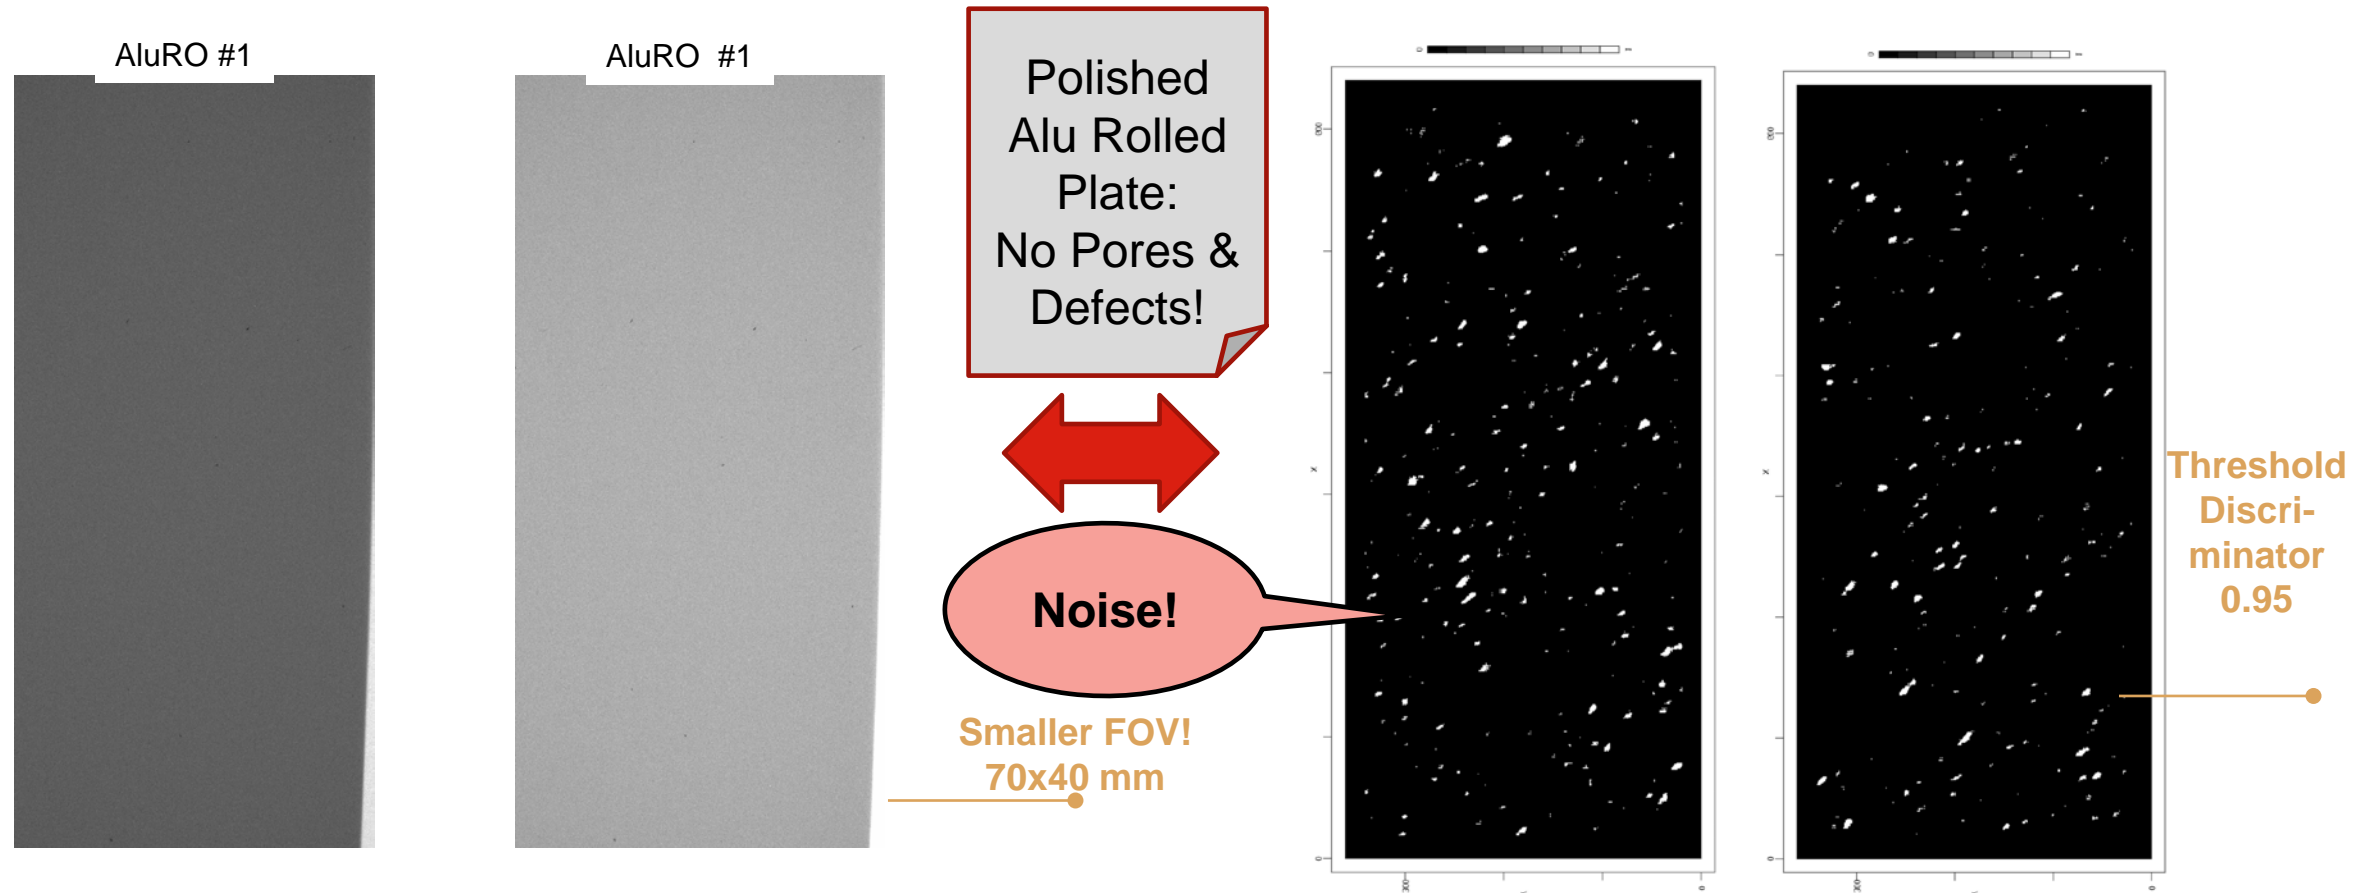 AluRO #1
AluRO  #1
Polished
Alu Rolled
Plate:
No Pores &
Defects!
Noise!
Smaller FOV!
70x40 mm
Threshold
Discri-
minator
0.95